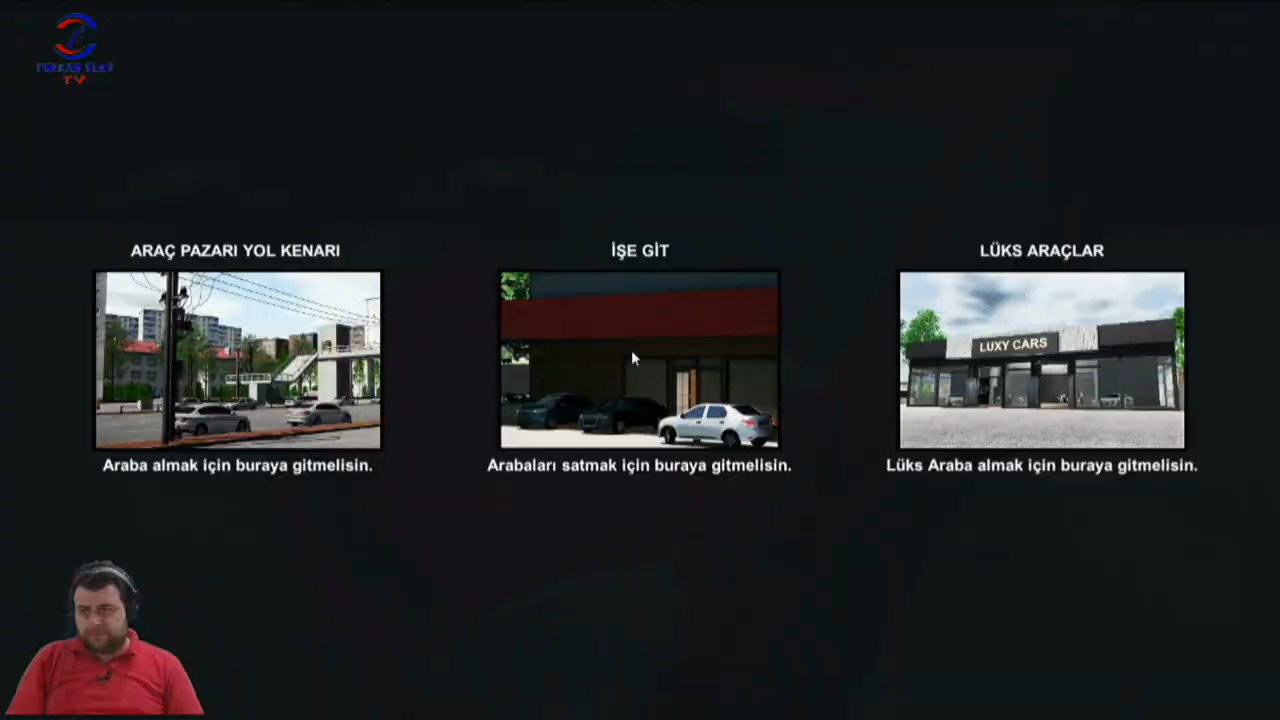 TV
ARAÇ PAZARI YOL KENARI
İŞE GİT
LÜKS ARAÇLAR
LUXY CARS
Araba almak için buraya gitmelisin.
Arabaları satmak için buraya gitmelisin.
Lüks Araba almak için buraya gitmelisin.